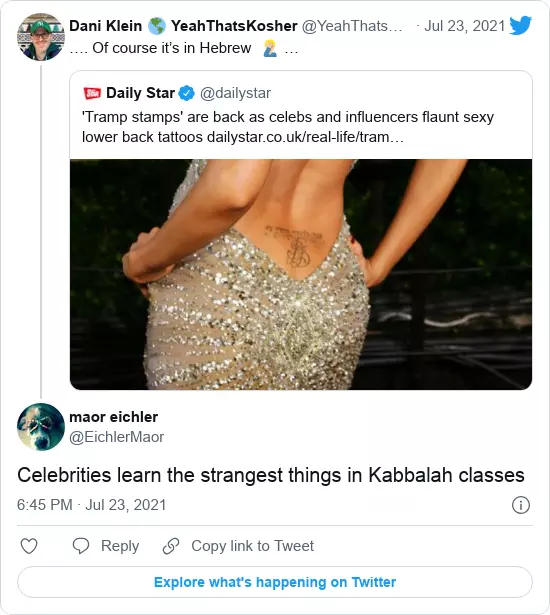 Dani Klein 🌎 YeahThatsKosher @YeahThats… · Jul 23, 2021
…. Of course it’s in Hebrew 🤦🏼‍♂️ …
Daily Star @dailystar
'Tramp stamps' are back as celebs and influencers flaunt sexy
lower back tattoos dailystar.co.uk/real-life/tram…
maor eichler
@EichlerMaor
Celebrities learn the strangest things in Kabbalah classes
6:45 PM · Jul 23, 2021
Reply
Copy link to Tweet
Explore what's happening on Twitter